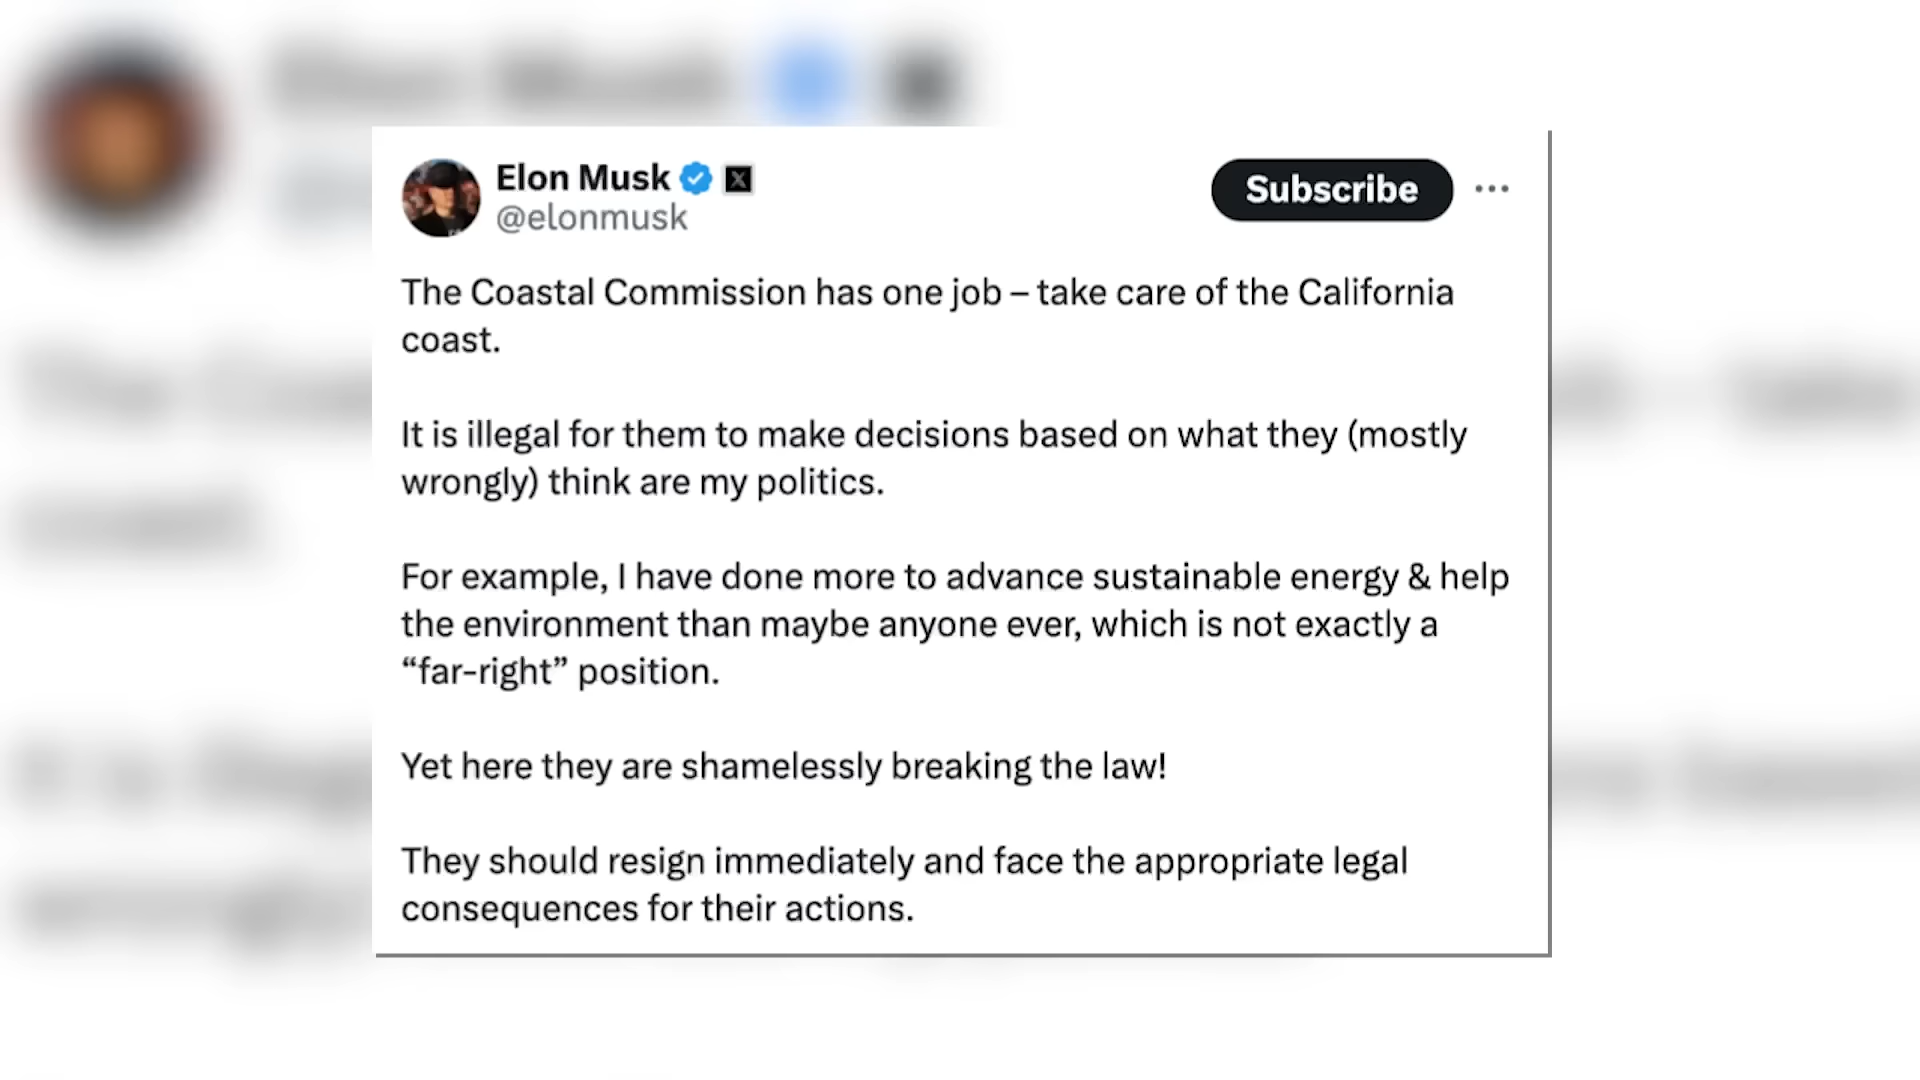 Elon Musk
@elonmusk
Subscribe
The Coastal Commission has one job – take care of the California
coast.
It is illegal for them to make decisions based on what they (mostly
wrongly) think are my politics.
For example, I have done more to advance sustainable energy & help
the environment than maybe anyone ever, which is not exactly a
“far-right” position.
Yet here they are shamelessly breaking the law!
They should resign immediately and face the appropriate legal
consequences for their actions.